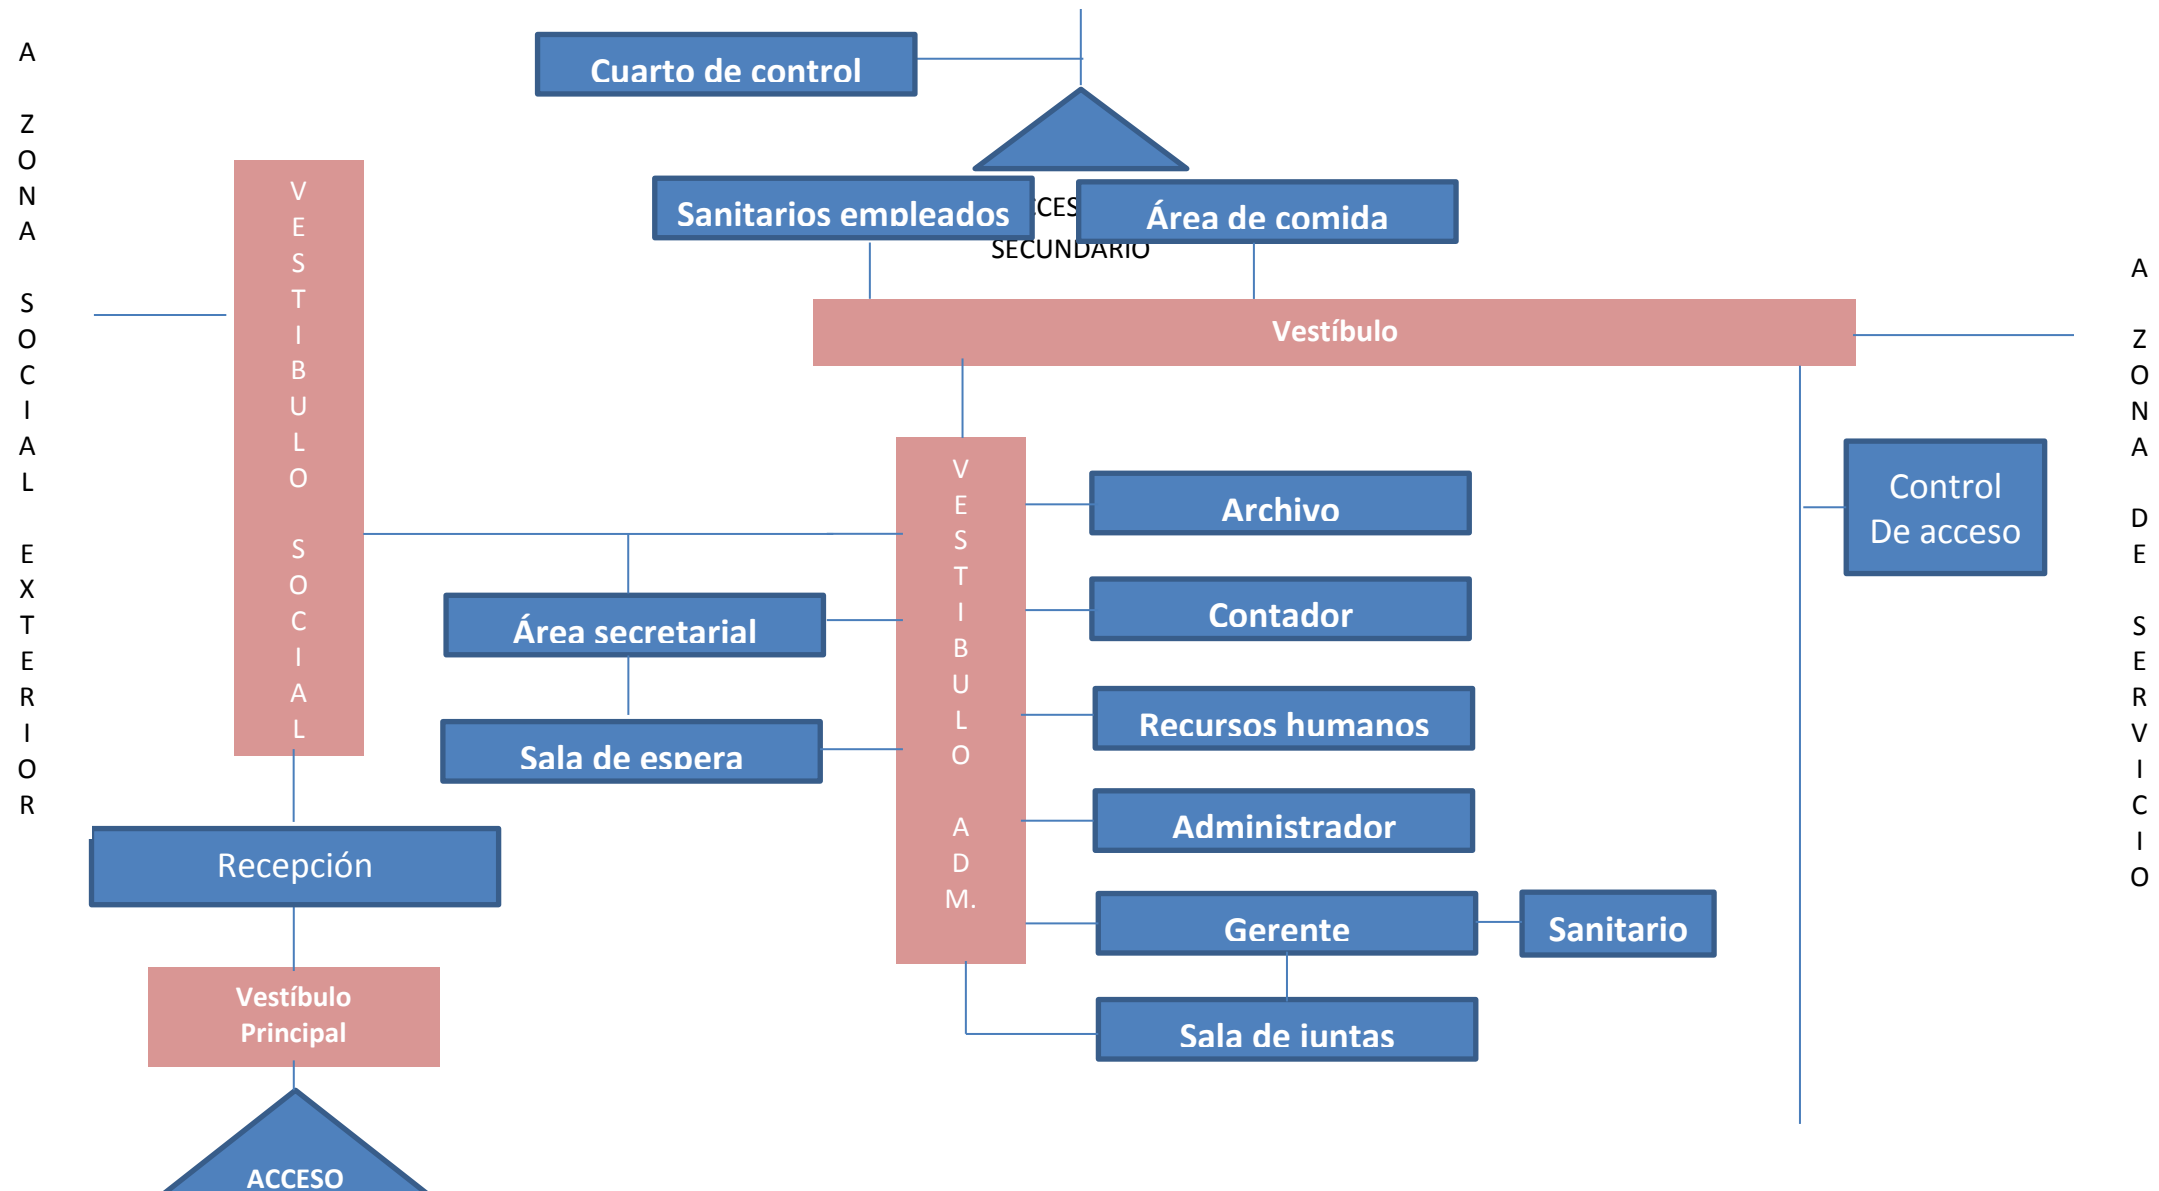 A ZONA SOCIAL EXTERIOR
Cuarto de control
VESTIBULO SOCIAL
Sanitarios empleados
Área de comida
SECUNDARIO
Vestíbulo
A ZONA DE SERVICIO
VESTIBULO ADM.
Archivo
Control
De acceso
Área secretarial
Contador
Sala de espera
Recursos humanos
Administrador
Recepción
Gerente
Sanitario
Vestíbulo
Principal
Sala de juntas
ACCESO